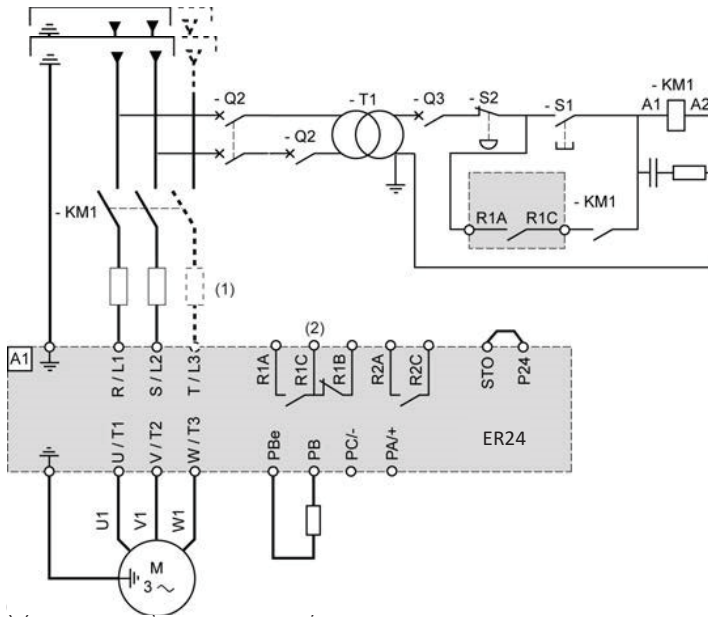 - Q2
- T1
- Q3
- S2
- S1
- KM1
A1
A2
- Q2
- KM1
R1A
R1C
- KM1
(1)
(2)
A1
R / L1
S / L2
T / L3
R1A
R1C
R1B
R2A
R2C
STO
P24
ER24
U / T1
V / T2
W / T3
PBe
PB
PC/-
PA/+
U1
V1
W1
M
3 ~